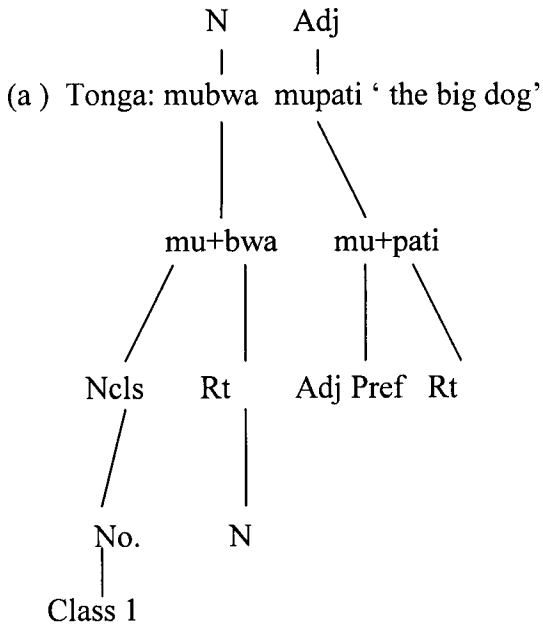 N Adj
(a ) Tonga: mubwa mupati ‘ the big dog’
mu+bwa mu+pati
Ncls Rt Adj Pref Rt
No. N
Class 1